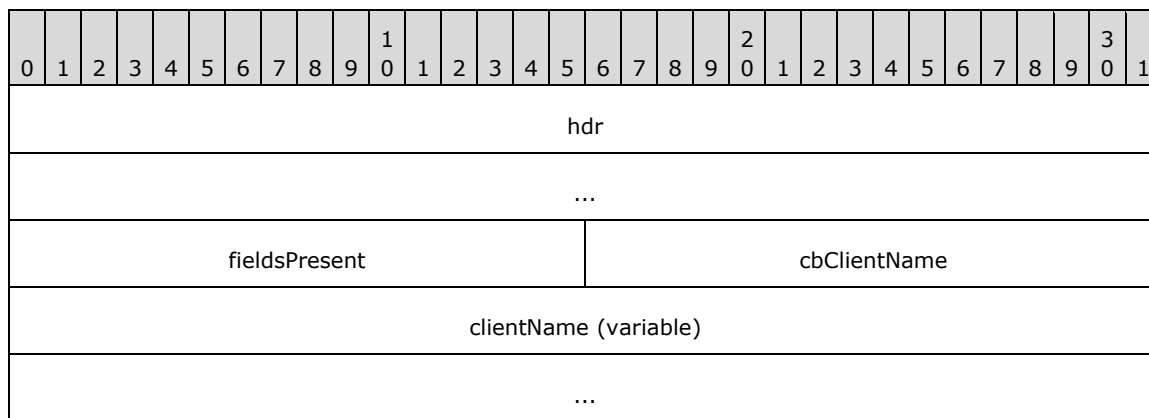 1 2 3
0 1 2 3 4 5 6 7 8 9 0 1 2 3 4 5 6 7 8 9 0 1 2 3 4 5 6 7 8 9 0 1
hdr
...
fieldsPresent cbClientName
clientName (variable)
...